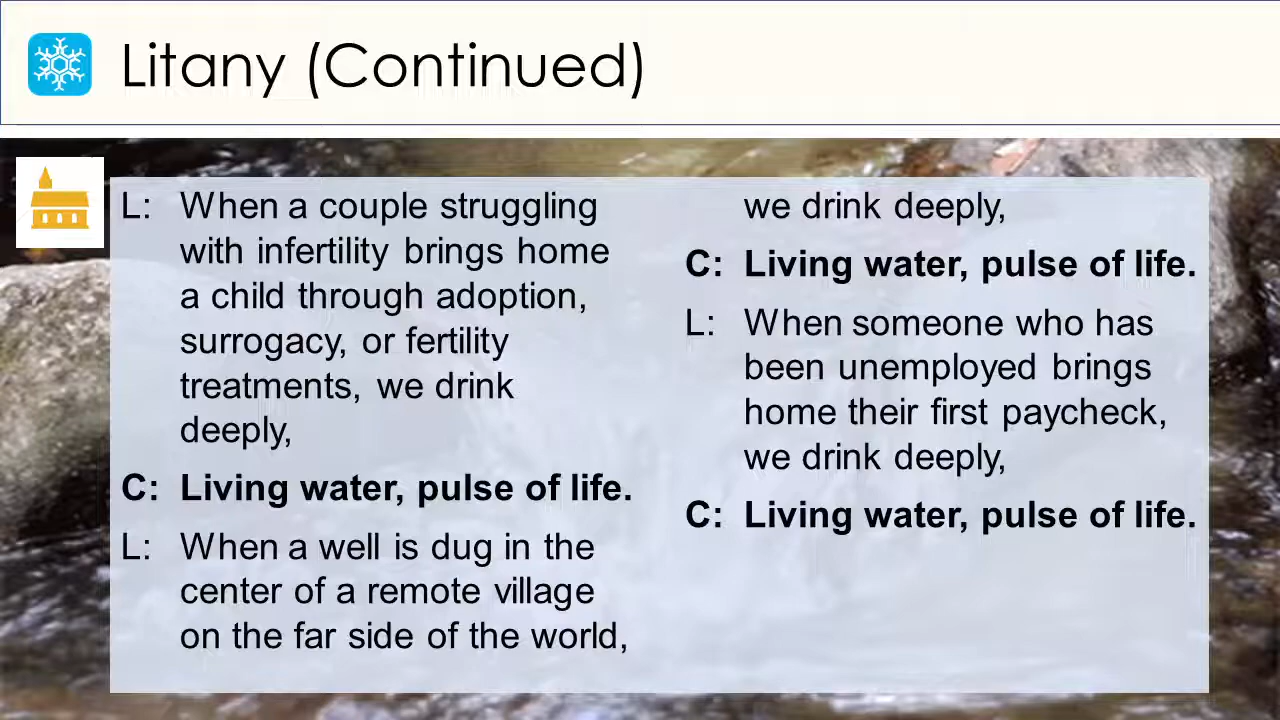 Litany (Continued)
L: When a couple struggling
with infertility brings home
a child through adoption,
surrogacy, or fertility
treatments, we drink
deeply,
C: Living water, pulse of life.
L: When a well is dug in the
center of a remote village
on the far side of the world,
we drink deeply,
C: Living water, pulse of life.
L: When someone who has
been unemployed brings
home their first paycheck,
we drink deeply,
C: Living water, pulse of life.